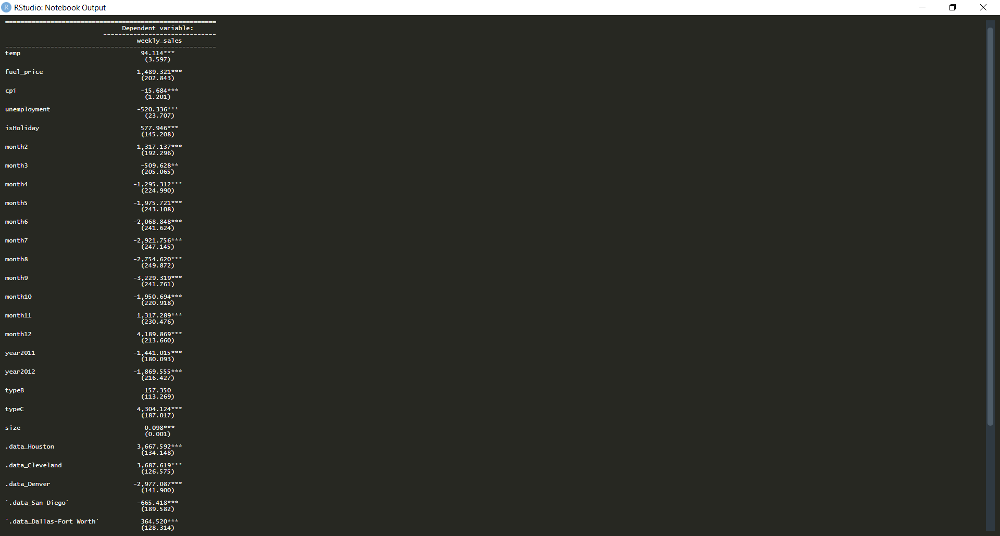 R RStudio: Notebook Output
========================================================
Dependent variable:
------------------------------
weekly_sales
--------------------------------------------------------
temp 94.114***
(3.597)
fuel_price 1,489.321***
(202.843)
cpi -15.684***
(1.201)
unemployment -520.336***
(23.707)
isHoliday 577.946***
(145.208)
month2 1,317.137***
(192.296)
month3 -509.628**
(205.065)
month4 -1,295.312***
(224.990)
month5 -1,975.721***
(243.108)
month6 -2,068.848***
(241.624)
month7 -2,921.756***
(247.145)
month8 -2,754.620***
(249.872)
month9 -3,229.319***
(241.761)
month10 -1,950.694***
(220.918)
month11 1,317.289***
(230.476)
month12 4,189.869***
(213.660)
year2011 -1,441.015***
(180.093)
year2012 -1,869.555***
(216.427)
typeB 157.350
(113.269)
typeC 4,304.124***
(187.017)
size 0.098***
(0.001)
.data_Houston 3,667.592***
(134.148)
.data_Cleveland 3,687.619***
(126.575)
.data_Denver -2,977.087***
(141.900)
`.data_San Diego` -665.418***
(189.582)
`.data_Dallas-Fort Worth` 364.520***
(128.314)